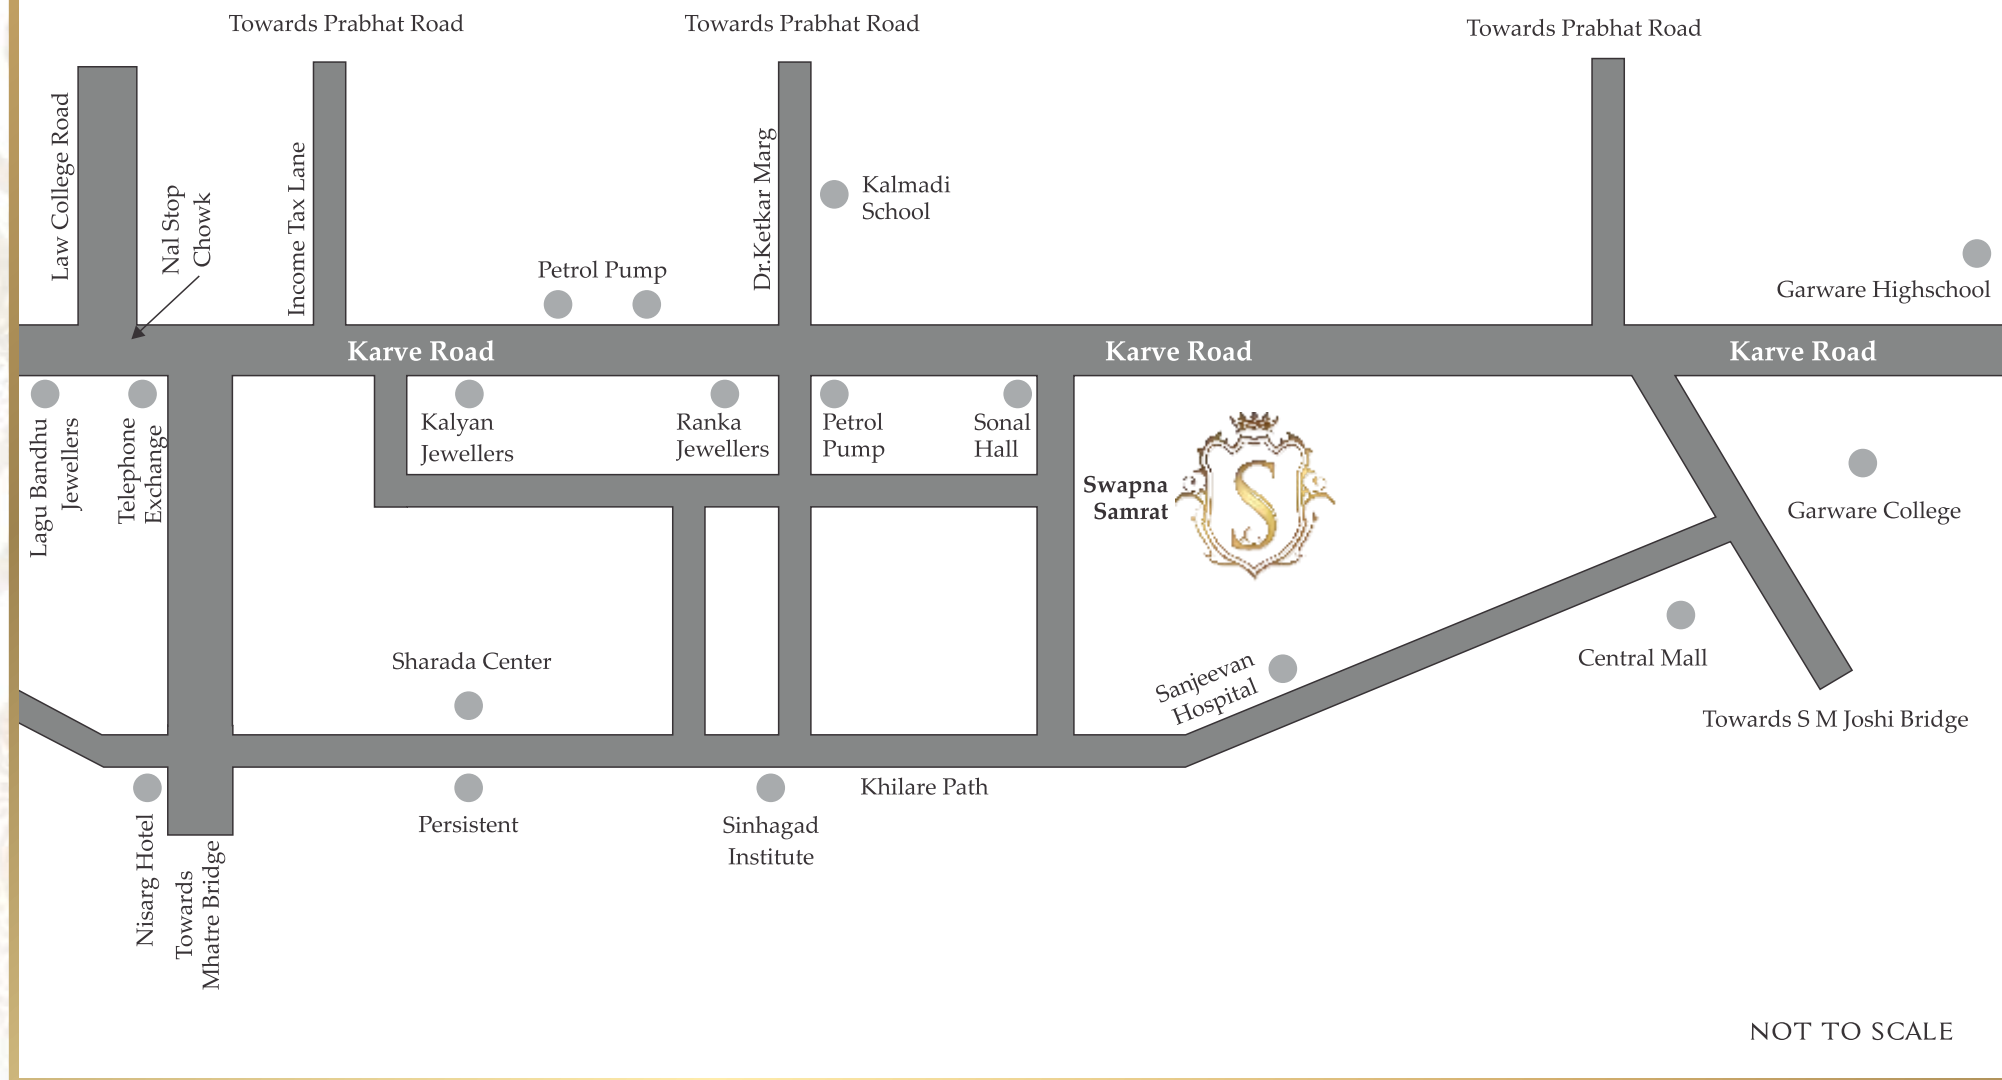 Towards Prabhat Road
Towards Prabhat Road
Towards Prabhat Road
Law College Road
Nal Stop
Chowk
Income Tax Lane
Dr.Ketkar Marg
Kalmadi
School
Petrol Pump
Garware Highschool
Karve Road
Karve Road
Karve Road
Lagu Bandhu
Jewellers
Telephone
Exchange
Kalyan
Jewellers
Ranka
Jewellers
Petrol
Pump
Sonal
Hall
Swapna
Samrat
S
Garware College
Sharada Center
Sanjeevan
Hospital
Central Mall
Towards S M Joshi Bridge
Nisarg Hotel
Towards
Mhatre Bridge
Persistent
Sinhagad
Institute
Khilare Path
NOT TO SCALE